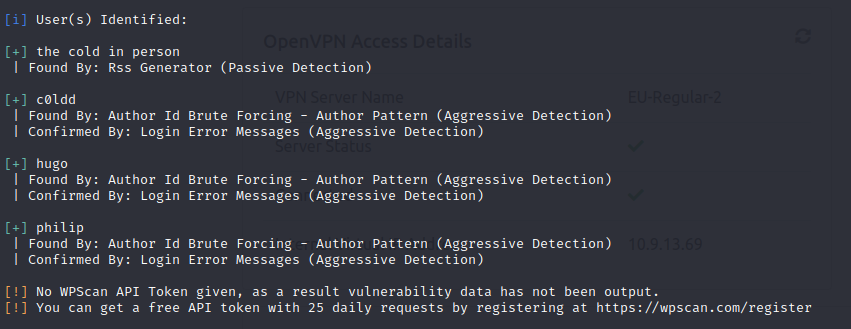 [i] User(s) Identified:
OpenVPN Access Details
[+] the cold in person
| Found By: Rss Generator (Passive Detection)
VPN Server Name EU-Regular-2
[+] c0ldd
| Found By: Author Id Brute Forcing - Author Pattern (Aggressive Detection)
| Confirmed By: Login Error Messages (Aggressive Detection)
Server Status
[+] hugo
| Found By: Author Id Brute Forcing - Author Pattern (Aggressive Detection)
| Confirmed By: Login Error Messages (Aggressive Detection)
[+] philip
| Found By: Author Id Brute Forcing - Author Pattern (Aggressive Detection)
10.9.13.69
| Confirmed By: Login Error Messages (Aggressive Detection)
[!] No WPScan API Token given, as a result vulnerability data has not been output.
[!] You can get a free API token with 25 daily requests by registering at https://wpscan.com/register